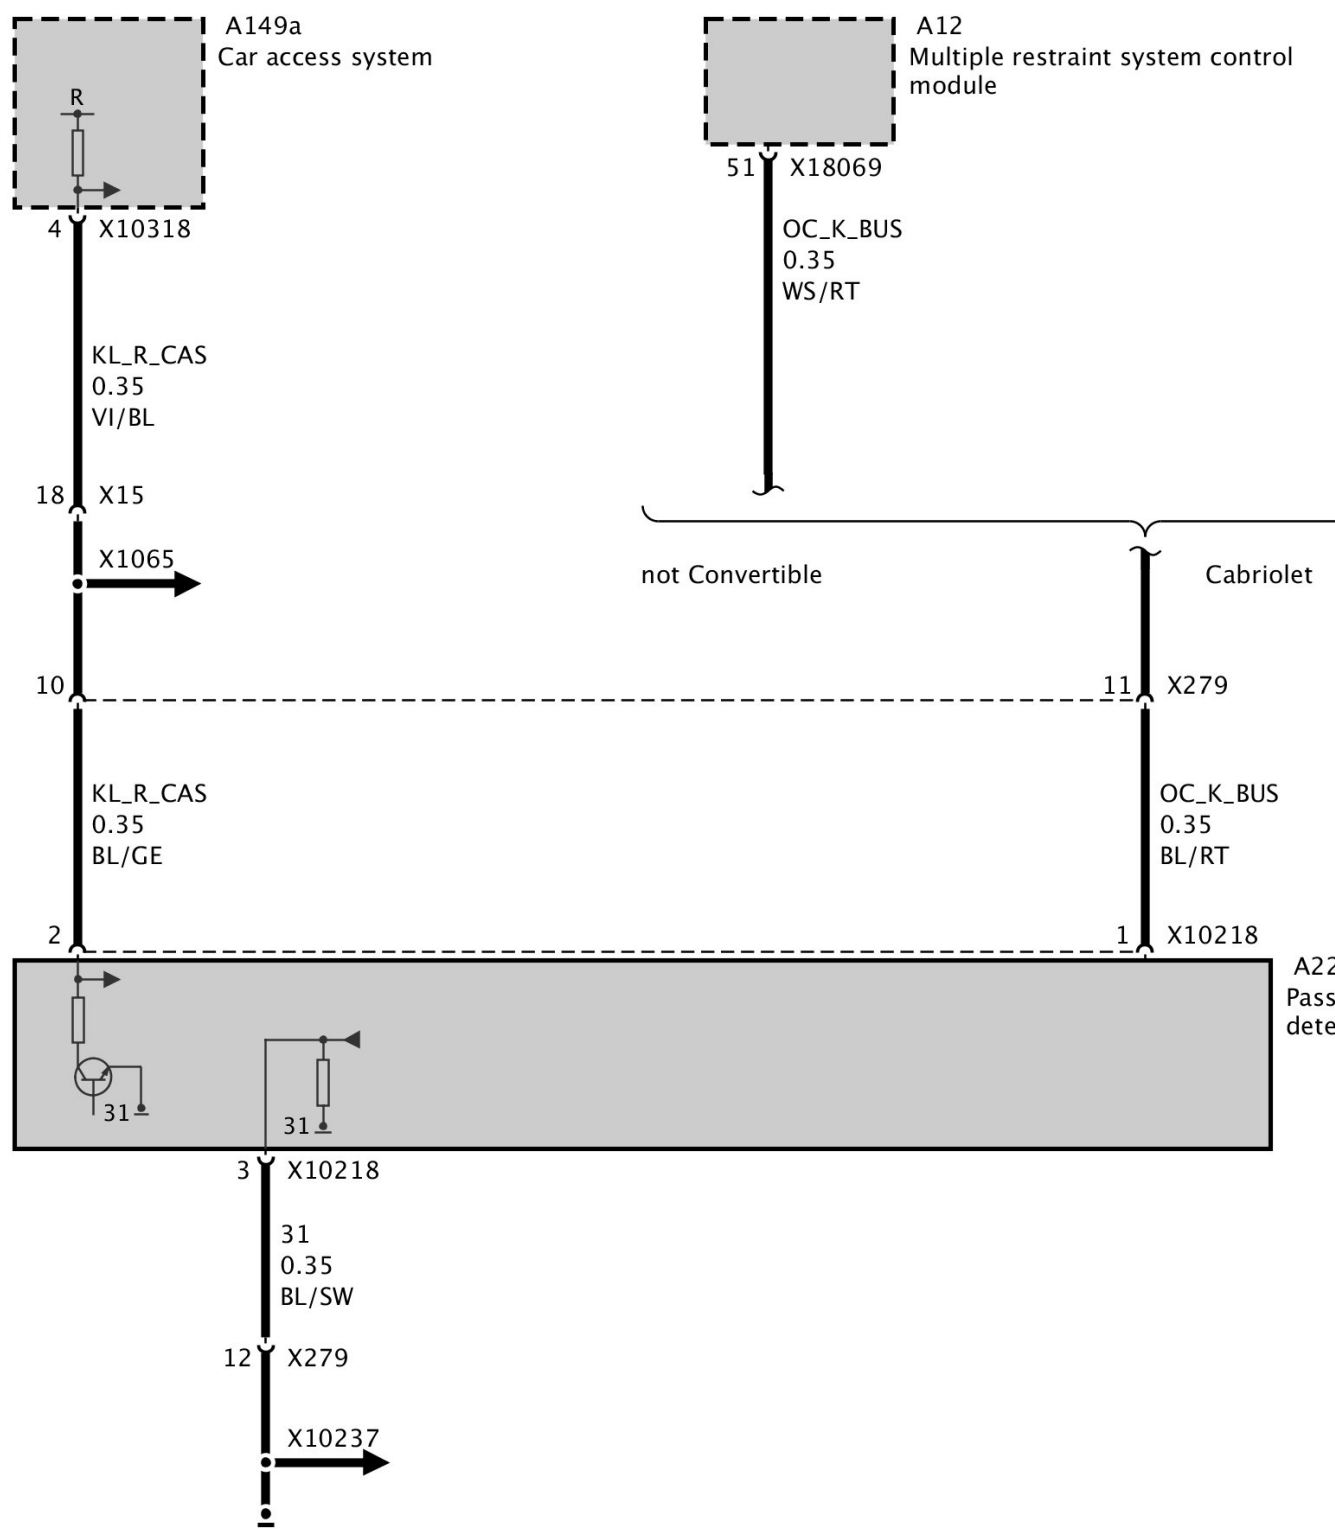 A149a
Car access system
A12
Multiple restraint system control
module
R
51 X18069
4 X10318
OC_K_BUS
0.35
WS/RT
KL_R_CAS
0.35
VI/BL
18 X15
X1065
not Convertible
Cabriolet
10
11 X279
KL_R_CAS
0.35
BL/GE
OC_K_BUS
0.35
BL/RT
2
1 X10218
A22
Pass
dete
31
31
3 X10218
31
0.35
BL/SW
12 X279
X10237